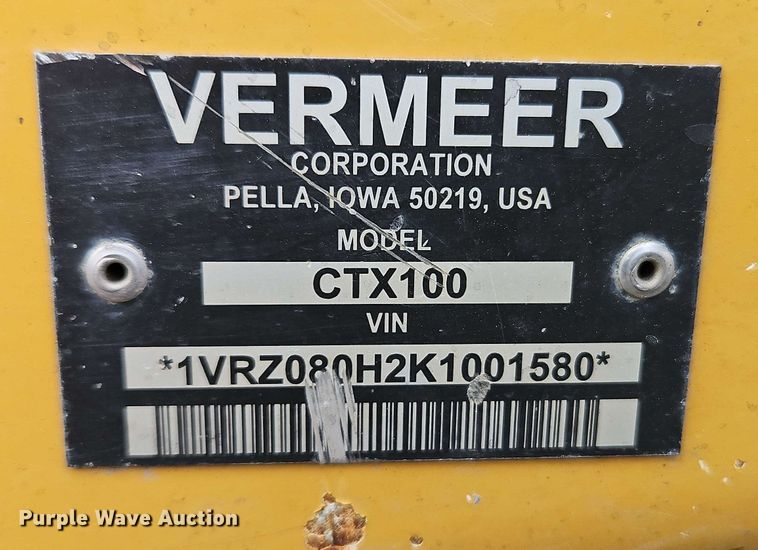 VERMEER
CORPORATION
PELLA, IOWA 50219, USA
MODEL
CTX100
VIN
*1VRZ080H2K1001580*
Purple Wave Auction